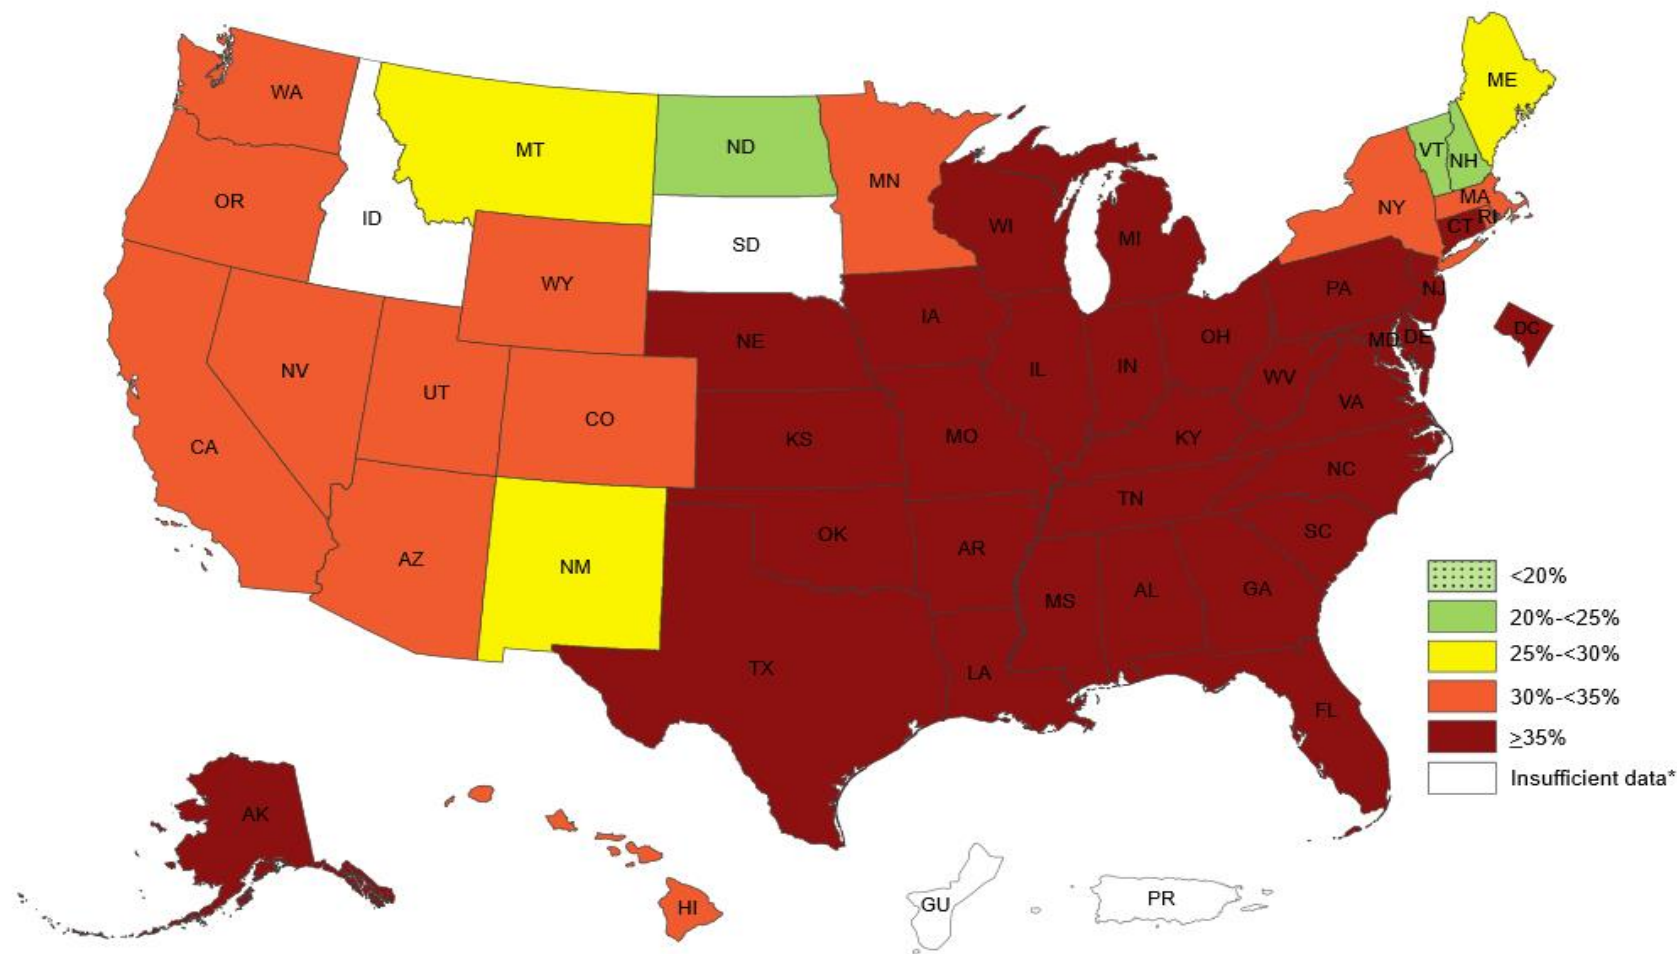 ME
WA
VT
NH
ND
MT
MN
MA
OR
NY
RI
ID
CT
WI
MI
SD
WY
PA
NJ
IA
DC
NE
OH
MD
DE
NV
IL
IN
WV
UT
VA
CO
KS
MO
KY
CA
NC
TN
OK
SC
AR
AZ
NM
<20%
AL
GA
MS
20%-<25%
25%-<30%
TX
LA
30%-<35%
FL
≥35%
Insufficient data*
AK
PR
GU
HI